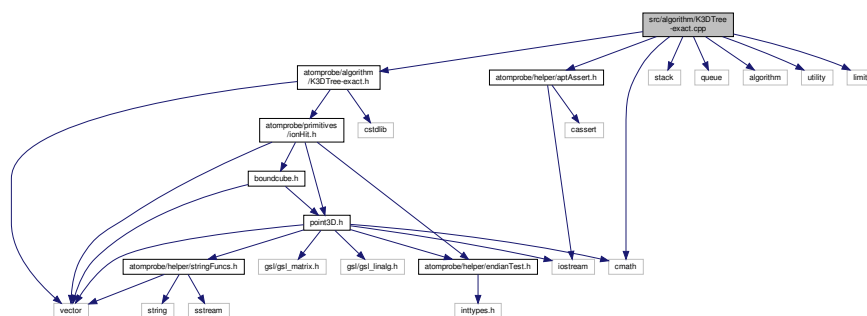 src/algorithm/K3DTree
-exact.cpp
atomprobe/algorithm
/K3DTree-exact.h
atomprobe/helper/aptAssert.h
stack
queue
algorithm
utility
limit
atomprobe/primitives
/ionHit.h
cstdlib
cassert
boundcube.h
point3D.h
atomprobe/helper/stringFuncs.h
gsl/gsl_matrix.h
gsl/gsl_linalg.h
atomprobe/helper/endianTest.h
iostream
cmath
vector
string
sstream
inttypes.h